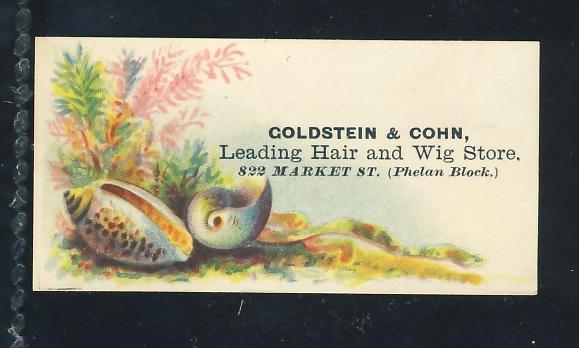 GOLDSTEIN & COHN,
Leading Hair and Wig Store,
822 MARKET ST. (Phelan Block.)